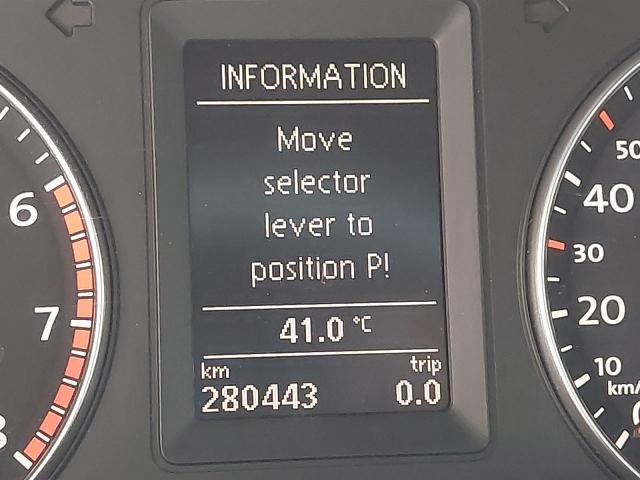 INFORMATION
Move
selector
lever to
position P!
41.0 °C
km trip
280443 0.0
6
7
8
50
40
30
20
10
km/